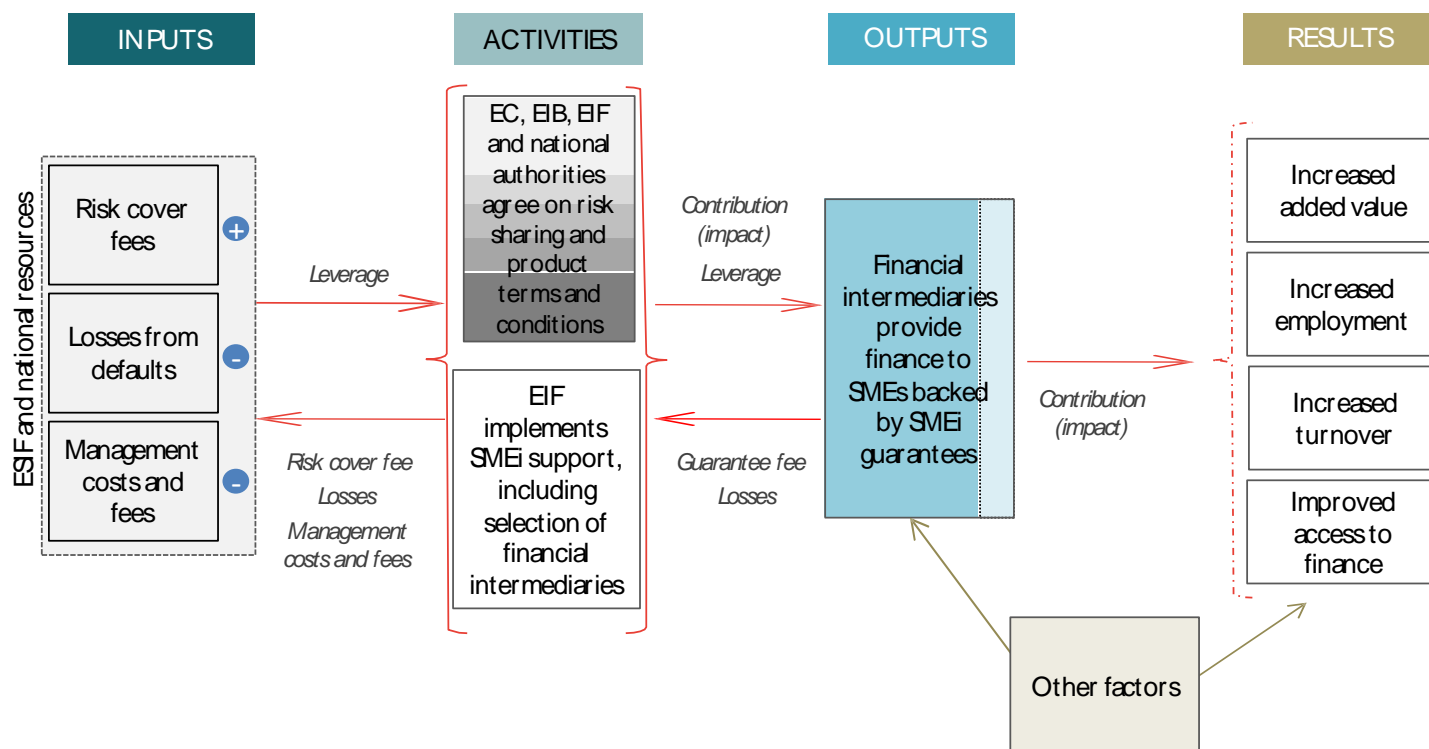 INPUTS
ACTIVITIES
OUTPUTS
RESULTS
ESIF and national resources
Risk cover
fees
+
Losses from
defaults
-
Management
costs and
fees
-
Leverage
Risk cover fee
Losses
Management
costs and fees
EC, EIB, EIF
and national
authorities
agree on risk
sharing and
product
terms and
conditions
EIF
implements
SMEi support,
including
selection of
financial
intermediaries
Contribution
(impact)
Leverage
Guarantee fee
Losses
Financial
intermediaries
provide
finance to
SMEs backed
by SMEi
guarantees
Contribution
(impact)
Increased
added value
Increased
employment
Increased
turnover
Improved
access to
finance
Other factors